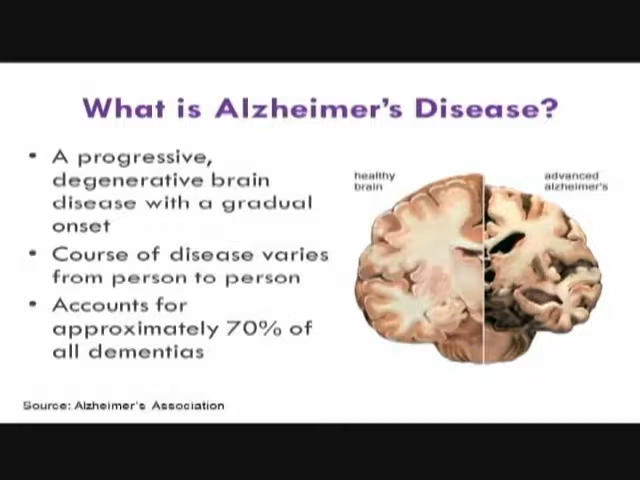 What is Alzheimer's Disease?
• A progressive,
degenerative brain
disease with a gradual
onset
• Course of disease varies
from person to person
• Accounts for
approximately 70% of
all dementias
healthy
brain
advanced
alzheimer's
Source: Alzheimer's Association